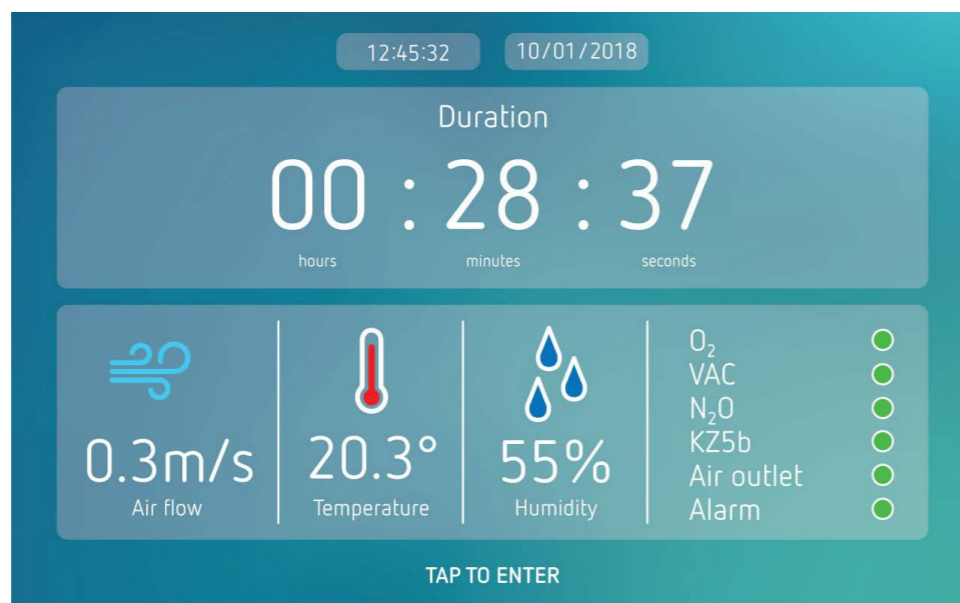 12:45:32 10/01/2018
Duration
00 : 28 : 37
hours minutes seconds
0.3m/s
Air flow
20.3°
Temperature
55%
Humidity
O₂
VAC
N₂O
KZ5b
Air outlet
Alarm
TAP TO ENTER